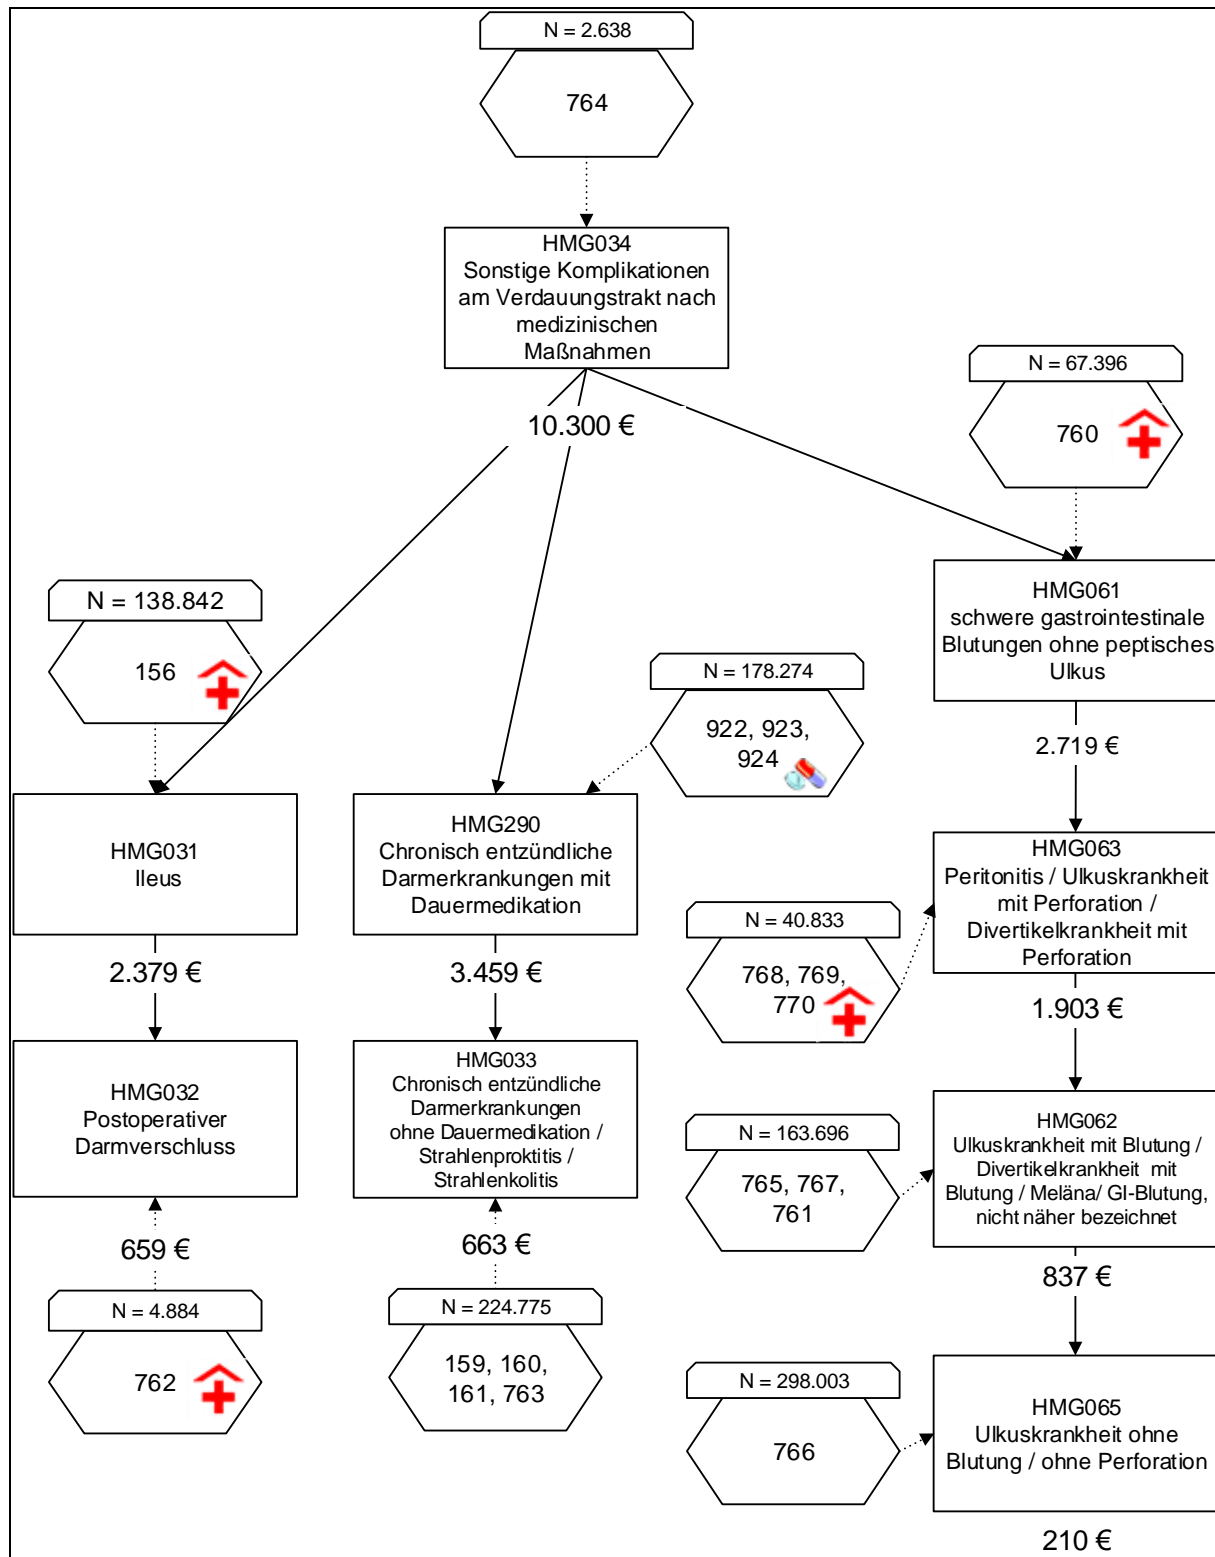 N = 2.638
764
HMG034
Sonstige Komplikationen
am Verdauungstrakt nach
medizinischen
Maßnahmen
10.300 €
N = 67.396
760
HMG061
schwere gastrointestinale
Blutungen ohne peptisches
Ulkus
2.719 €
N = 138.842
156
HMG031
Ileus
2.379 €
HMG032
Postoperativer
Darmverschluss
659 €
N = 4.884
762
N = 178.274
922, 923,
924
HMG290
Chronisch entzündliche
Darmerkrankungen mit
Dauermedikation
3.459 €
HMG033
Chronisch entzündliche
Darmerkrankungen
ohne Dauermedikation /
Strahlenproktitis /
Strahlenkolitis
663 €
N = 224.775
159, 160,
161, 763
HMG063
Peritonitis / Ulkuskrankheit
mit Perforation /
Divertikelkrankheit mit
Perforation
N = 40.833
768, 769,
770
1.903 €
HMG062
Ulkuskrankheit mit Blutung /
Divertikelkrankheit mit
Blutung / Meläna/ GI-Blutung,
nicht näher bezeichnet
N = 163.696
765, 767,
761
837 €
HMG065
Ulkuskrankheit ohne
Blutung / ohne Perforation
N = 298.003
766
210 €